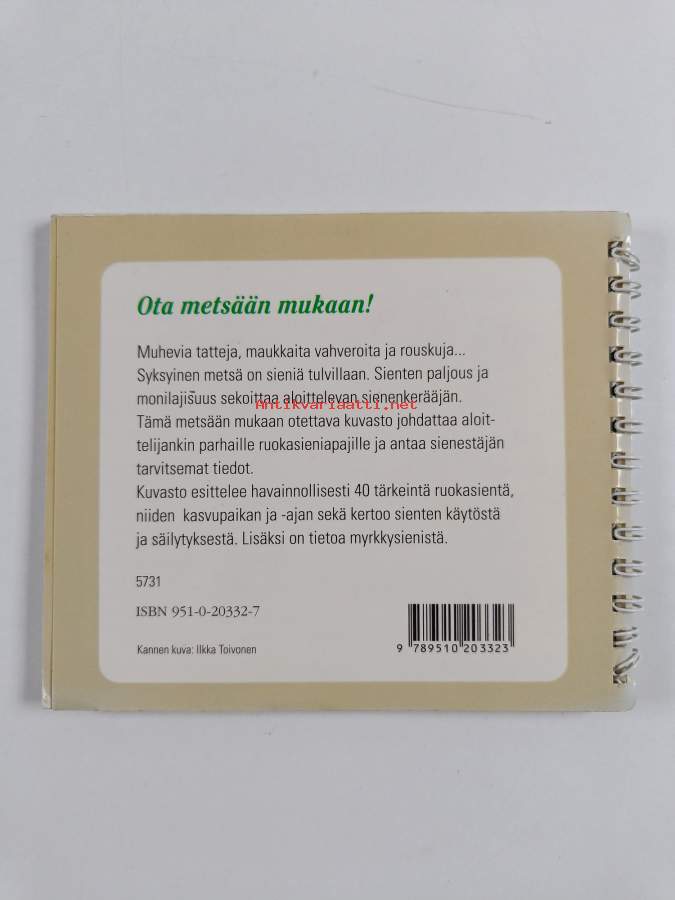 Ota metsään mukaan!
Muhevia tatteja, maukkaita vahveroita ja rouskuja...
Syksyinen metsä on sieniä tulvillaan. Sienten paljous ja
monilajisuus sekoittaa aloittelevan sienenkerääjän.
Antikvariaatti.net
Tämä metsään mukaan otettava kuvasto johdattaa aloit-
telijankin parhaille ruokasieniapajille ja antaa sienestäjän
tarvitsemat tiedot.
Kuvasto esittelee havainnollisesti 40 tärkeintä ruokasientä,
niiden kasvupaikan ja -ajan sekä kertoo sienten käytöstä
ja säilytyksestä. Lisäksi on tietoa myrkkysienistä.
5731
ISBN 951-0-20332-7
Kannen kuva: Ilkka Toivonen
9 789510 203323